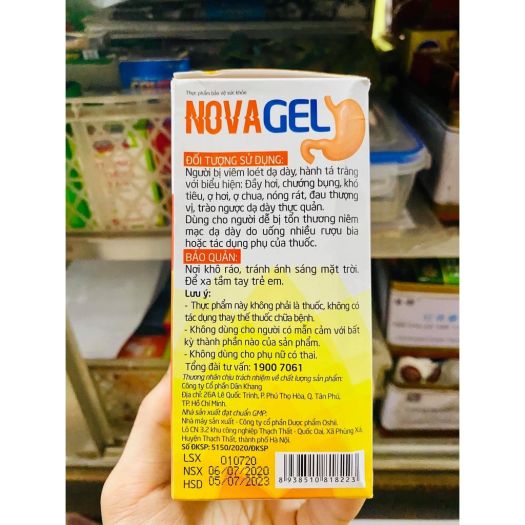 Thực phẩm bảo vệ sức khỏe
NOVAGEL
ĐỐI TƯỢNG SỬ DỤNG:
Người bị viêm loét dạ dày, hành tá tràng
với biểu hiện: Đầy hơi, chướng bụng, khó
tiêu, ợ hơi, ợ chua, nóng rát, đau thượng
vị, trào ngược dạ dày thực quản.
Dùng cho người dễ bị tổn thương niêm
mạc dạ dày do uống nhiều rượu bia
hoặc tác dụng phụ của thuốc.
BẢO QUẢN:
Nơi khô ráo, tránh ánh sáng mặt trời.
Để xa tầm tay trẻ em.
Lưu ý:
- Thực phẩm này không phải là thuốc, không có
tác dụng thay thế thuốc chữa bệnh.
- Không dùng cho người có mẫn cảm với bất
kỳ thành phần nào của sản phẩm.
- Không dùng cho phụ nữ có thai.
Tổng đài tư vấn: 1900 7061
Thương nhân chịu trách nhiệm về chất lượng sản phẩm:
Công ty Cổ phần Dân Khang
Địa chỉ: 26A Lê Quốc Trinh, P. Phú Thọ Hòa, Q. Tân Phú,
TP. Hồ Chí Minh.
Nhà sản xuất đạt chuẩn GMP:
Nhà máy sản xuất - Công ty cổ phần Dược phẩm Oshii.
Lô CN 3.2 khu công nghiệp Thạch Thất - Quốc Oai, Xã Phùng Xá,
Huyện Thạch Thất, thành phố Hà Nội.
Số ĐKSP: 5150/2020/ĐKSP
LSX 010720
NSX 06/07/2020
HSD 05/07/2023
8938510818223